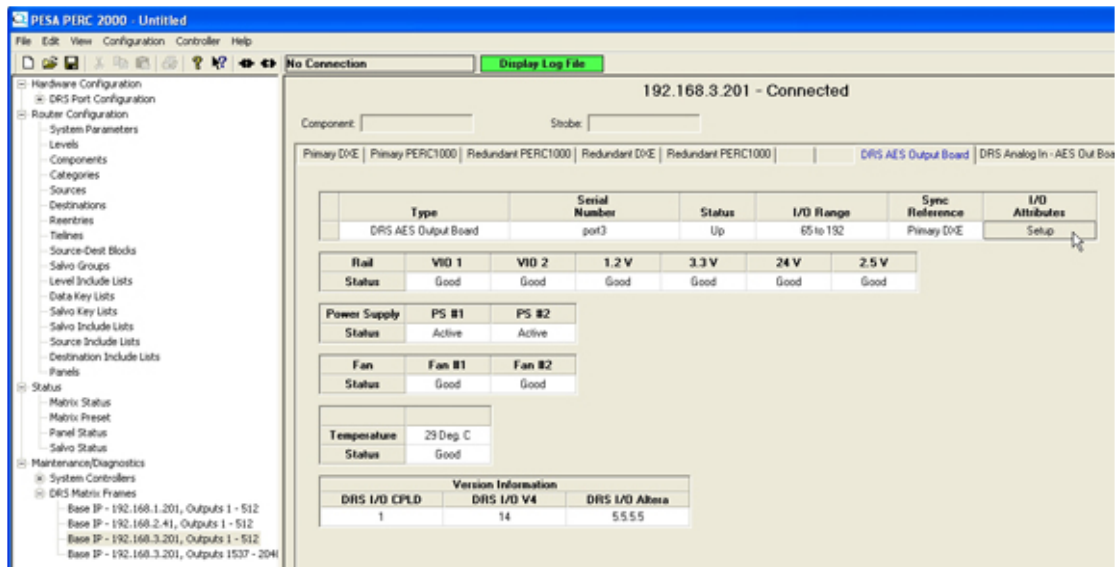 PESA PERC 2000 - Untitled
File Edit View Configuration Controller Help
No Connection Display Log File
Hardware Configuration
DRS Port Configuration
Router Configuration
System Parameters
Levels
Components
Categories
Sources
Destinations
Reentries
Tielines
Source-Dest Blocks
Salvo Groups
Level Include Lists
Data Key Lists
Salvo Key Lists
Salvo Include Lists
Source Include Lists
Destination Include Lists
Panels
Status
Matrix Status
Matrix Preset
Panel Status
Salvo Status
Maintenance/Diagnostics
System Controllers
DRS Matrix Frames
Base IP - 192.168.1.201, Outputs 1 - 512
Base IP - 192.168.2.41, Outputs 1 - 512
Base IP - 192.168.3.201, Outputs 1 - 512
Base IP - 192.168.3.201, Outputs 1537 - 204
192.168.3.201 - Connected
Component: Strobe:
Primary DXE Primary PERC1000 Redundant PERC1000 Redundant DXE Redundant PERC1000 DRS AES Output Board DRS Analog In - AES Out Boa
Type Serial Number Status I/O Range Sync Reference I/O Attributes
DRS AES Output Board port3 Up 65 to 192 Primary DXE Setup
Rail VIO 1 VIO 2 1.2 V 3.3 V 24 V 2.5 V
Status Good Good Good Good Good Good
Power Supply PS #1 PS #2
Status Active Active
Fan Fan #1 Fan #2
Status Good Good
Temperature 29 Deg. C
Status Good
Version Information
DRS I/O CPLD DRS I/O V4 DRS I/O Altera
1 14 5.5.5.5